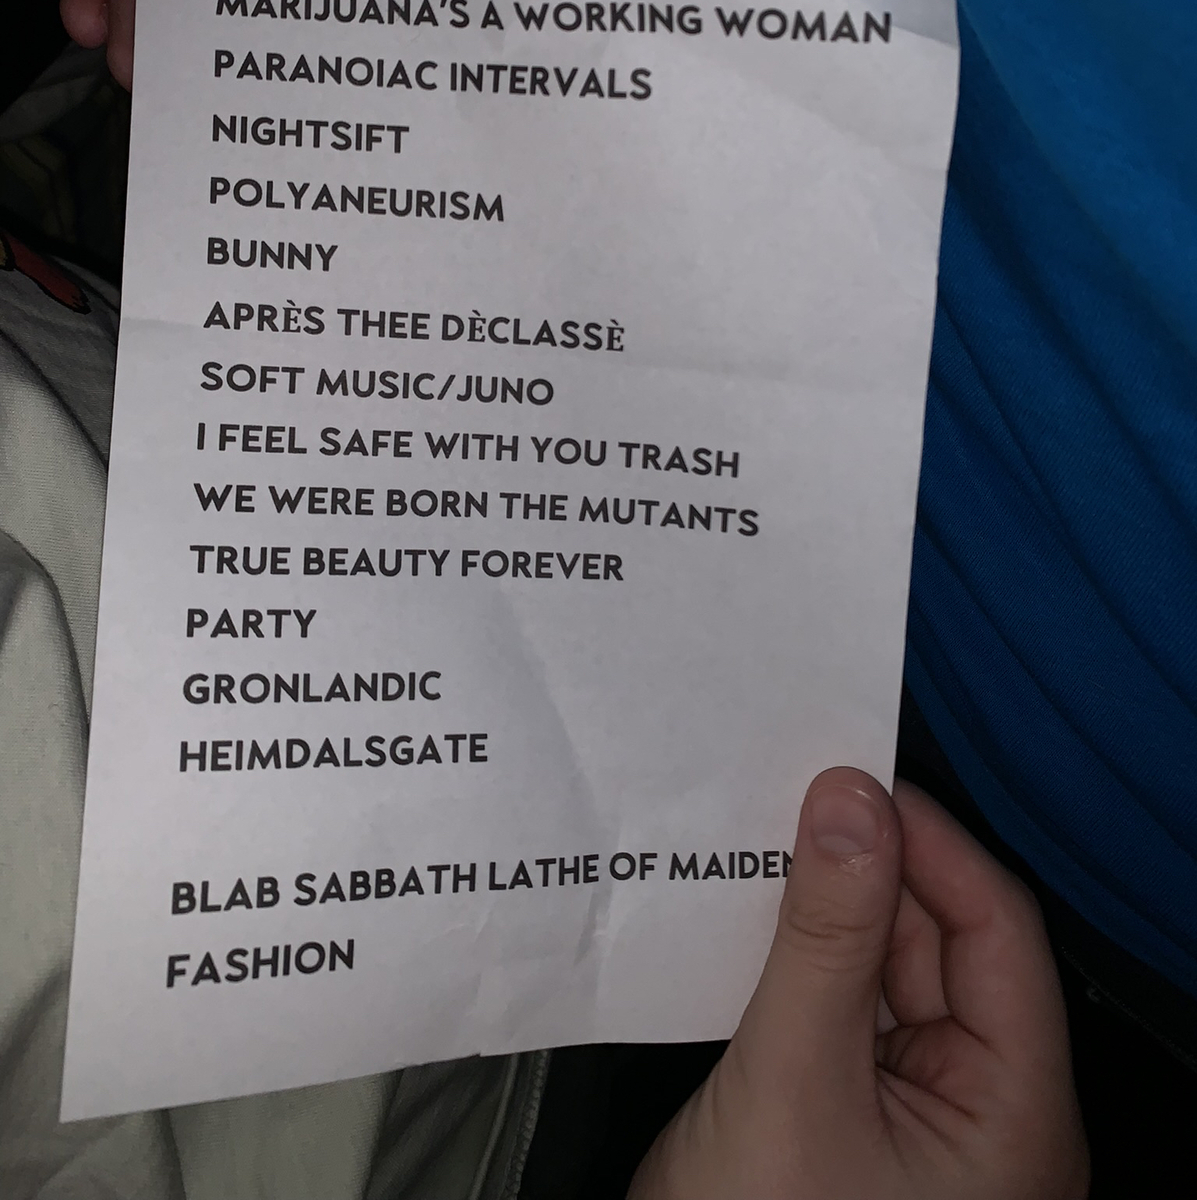 MARIJUANA'S A WORKING WOMAN
PARANOIAC INTERVALS
NIGHTSIFT
POLYANEURISM
BUNNY
APRÈS THEE DÈCLASSÈ
SOFT MUSIC/JUNO
I FEEL SAFE WITH YOU TRASH
WE WERE BORN THE MUTANTS
TRUE BEAUTY FOREVER
PARTY
GRONLANDIC
HEIMDALSGATE
BLAB SABBATH LATHE OF MAIDEN
FASHION